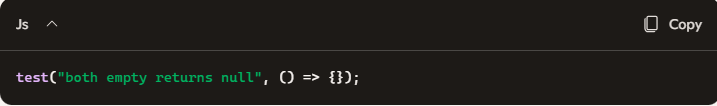 Js
Copy
test("both empty returns null", () => {});